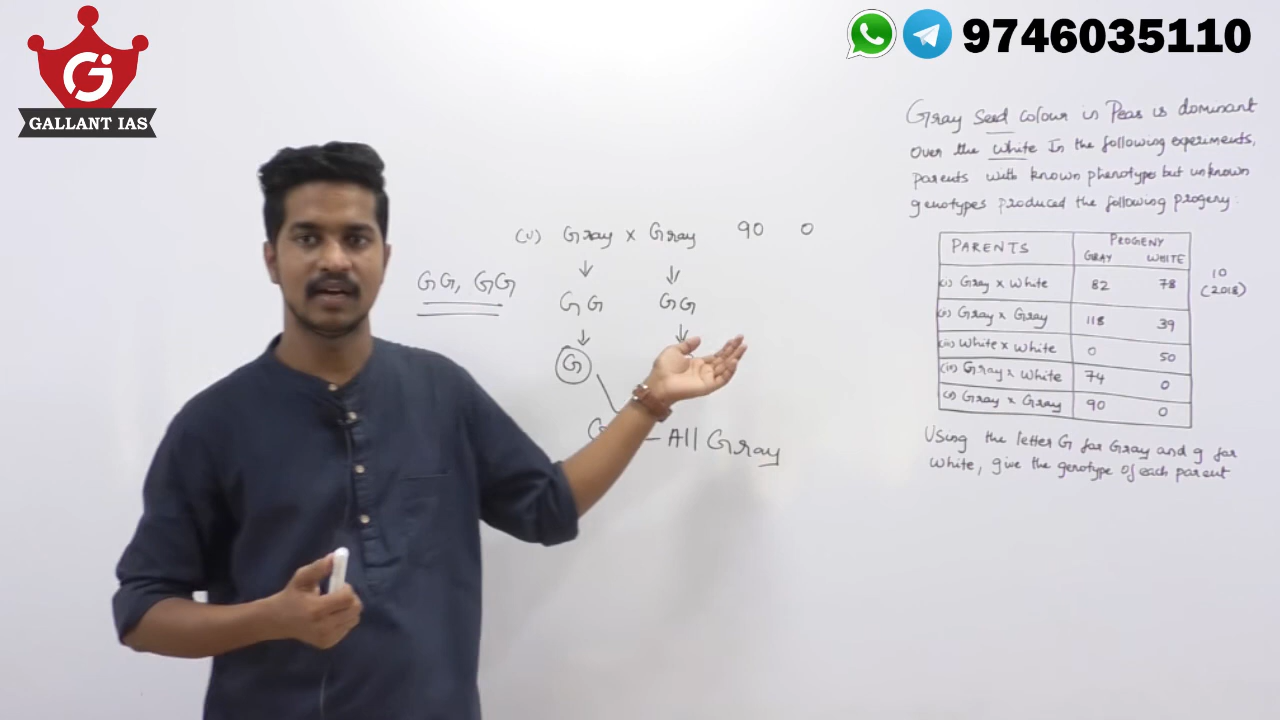 GALLANT IAS
9746035110
Gray Seed colour in Peas is dominant
over the white In the following experiments,
parents with known phenotype but unknown
genotypes produced the following progeny:
PARENTS PROGENY
GRAY WHITE
(i) Gray x White 82 78
(ii) Gray x Gray 118 39
(iii) White x White 0 50
(iv) Gray x White 74 0
(v) Gray x Gray 90 0
10
(2018)
Using the letter G for Gray and g for
white, give the genotype of each parent
(v) Gray x Gray 90 0
GG, GG
GG GG
G
G
All Gray